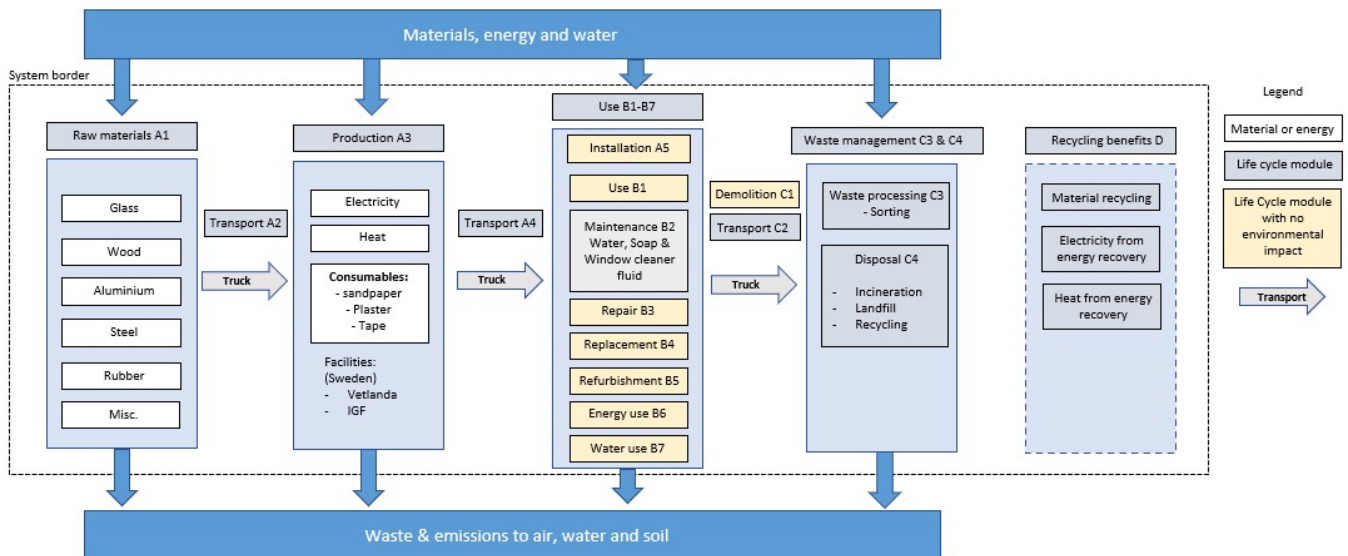 Materials, energy and water
System border
Raw materials A1
Glass
Wood
Aluminium
Steel
Rubber
Misc.
Transport A2
Truck
Production A3
Electricity
Heat
Consumables:
- sandpaper
- Plaster
- Tape
Facilities:
(Sweden)
- Vetlanda
- IGF
Transport A4
Truck
Use B1-B7
Installation A5
Use B1
Maintenance B2
Water, Soap &
Window cleaner
fluid
Repair B3
Replacement B4
Refurbishment B5
Energy use B6
Water use B7
Demolition C1
Transport C2
Truck
Waste management C3 & C4
Waste processing C3
- Sorting
Disposal C4
- Incineration
- Landfill
- Recycling
Recycling benefits D
Material recycling
Electricity from
energy recovery
Heat from energy
recovery
Legend
Material or energy
Life cycle module
Life Cycle module
with no
environmental
impact
Transport
Waste & emissions to air, water and soil